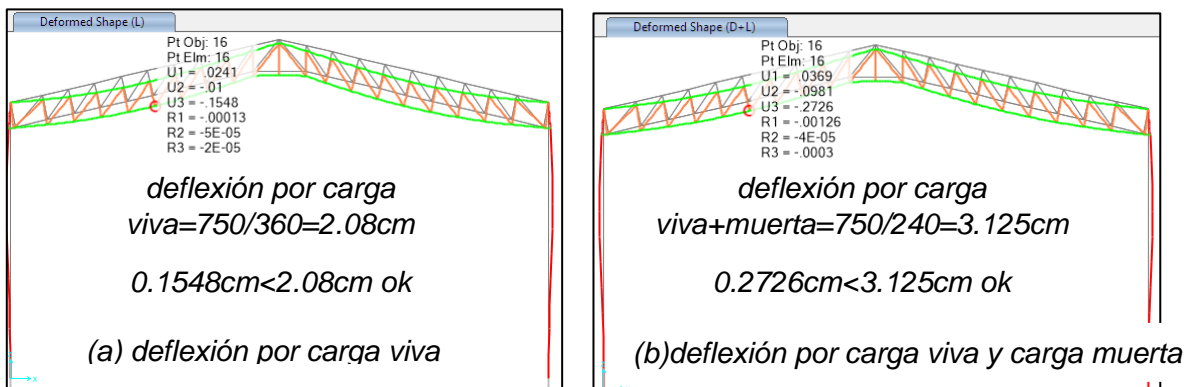 Deformed Shape (L)
Pt Obj: 16
Pt Elm: 16
U1 = .0241
U2 = -.01
U3 = -.1548
R1 = -.00013
R2 = -5E-05
R3 = -2E-05
deflexión por carga
viva=750/360=2.08cm
0.1548cm<2.08cm ok
(a) deflexión por carga viva
x
Deformed Shape (D+L)
Pt Obj: 16
Pt Elm: 16
U1 = .0369
U2 = -.0981
U3 = -.2726
R1 = -.00126
R2 = -4E-05
R3 = -.0003
deflexión por carga
viva+muerta=750/240=3.125cm
0.2726cm<3.125cm ok
(b)deflexión por carga viva y carga muerta